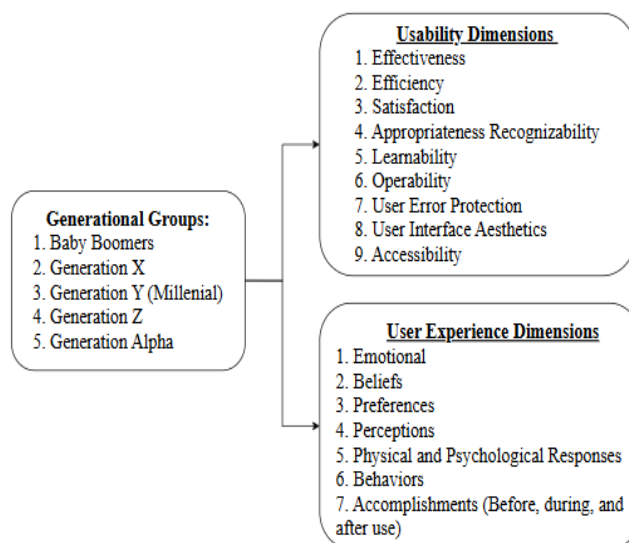 Usability Dimensions
1. Effectiveness
2. Efficiency
3. Satisfaction
4. Appropriateness Recognizability
5. Learnability
6. Operability
7. User Error Protection
8. User Interface Aesthetics
9. Accessibility
Generational Groups:
1. Baby Boomers
2. Generation X
3. Generation Y (Millenial)
4. Generation Z
5. Generation Alpha
User Experience Dimensions
1. Emotional
2. Beliefs
3. Preferences
4. Perceptions
5. Physical and Psychological Responses
6. Behaviors
7. Accomplishments (Before, during, and
after use)